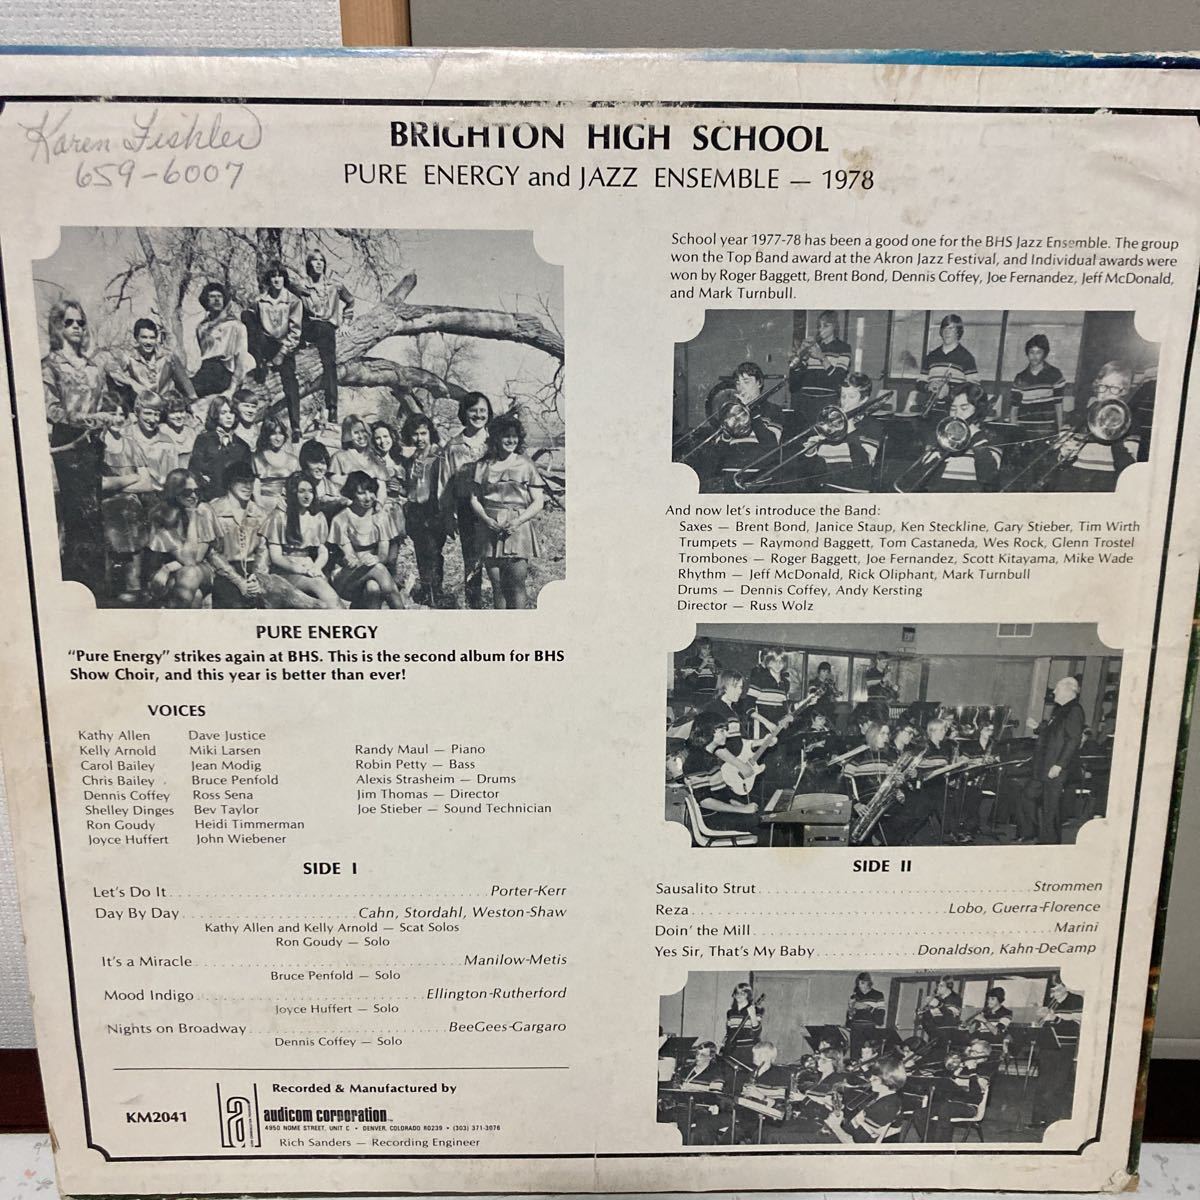 Karen Fishler
659-6007
BRIGHTON HIGH SCHOOL
PURE ENERGY and JAZZ ENSEMBLE — 1978
School year 1977-78 has been a good one for the BHS Jazz Ensemble. The group
won the Top Band award at the Akron Jazz Festival, and Individual awards were
won by Roger Baggett, Brent Bond, Dennis Coffey, Joe Fernandez, Jeff McDonald,
and Mark Turnbull.
And now let's introduce the Band:
Saxes — Brent Bond, Janice Staup, Ken Steckline, Gary Stieber, Tim Wirth
Trumpets — Raymond Baggett, Tom Castaneda, Wes Rock, Glenn Trostel
Trombones — Roger Baggett, Joe Fernandez, Scott Kitayama, Mike Wade
Rhythm — Jeff McDonald, Rick Oliphant, Mark Turnbull
Drums — Dennis Coffey, Andy Kersting
Director — Russ Wolz
PURE ENERGY
"Pure Energy" strikes again at BHS. This is the second album for BHS
Show Choir, and this year is better than ever!
VOICES
Kathy Allen Dave Justice
Kelly Arnold Miki Larsen Randy Maul — Piano
Carol Bailey Jean Modig Robin Petty — Bass
Chris Bailey Bruce Penfold Alexis Strasheim — Drums
Dennis Coffey Ross Sena Jim Thomas — Director
Shelley Dinges Bev Taylor Joe Stieber — Sound Technician
Ron Goudy Heidi Timmerman
Joyce Huffert John Wiebener
SIDE I
Let's Do It Porter-Kerr
Day By Day Cahn, Stordahl, Weston-Shaw
Kathy Allen and Kelly Arnold — Scat Solos
Ron Goudy — Solo
It's a Miracle Manilow-Metis
Bruce Penfold — Solo
Mood Indigo Ellington-Rutherford
Joyce Huffert — Solo
Nights on Broadway BeeGees-Gargaro
Dennis Coffey — Solo
SIDE II
Sausalito Strut Strommen
Reza Lobo, Guerra-Florence
Doin' the Mill Marini
Yes Sir, That's My Baby Donaldson, Kahn-DeCamp
KM2041
Recorded & Manufactured by
audicom corporation
4950 NOME STREET, UNIT C • DENVER, COLORADO 80239 • (303) 371-3076
Rich Sanders — Recording Engineer